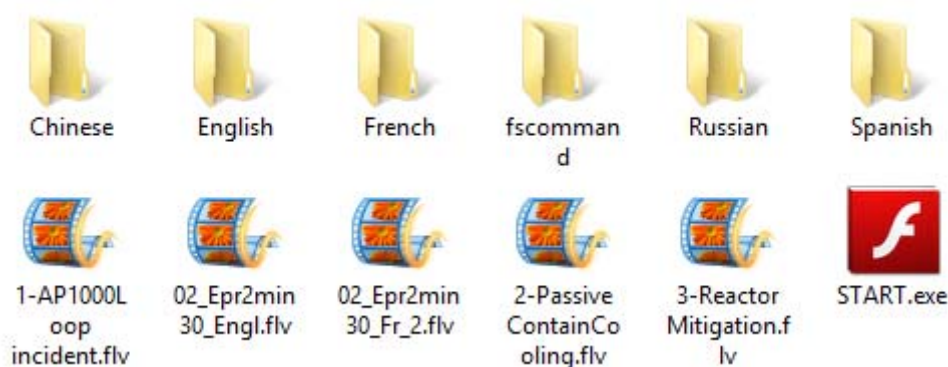 Chinese English French fscomman Russian Spanish
d
1-AP1000L 02_Epr2min 02_Epr2min 2-Passive 3-Reactor START.exe
oop 30_Engl.flv 30_Fr_2.flv ContainCo Mitigation.f
incident.flv oling.flv lv